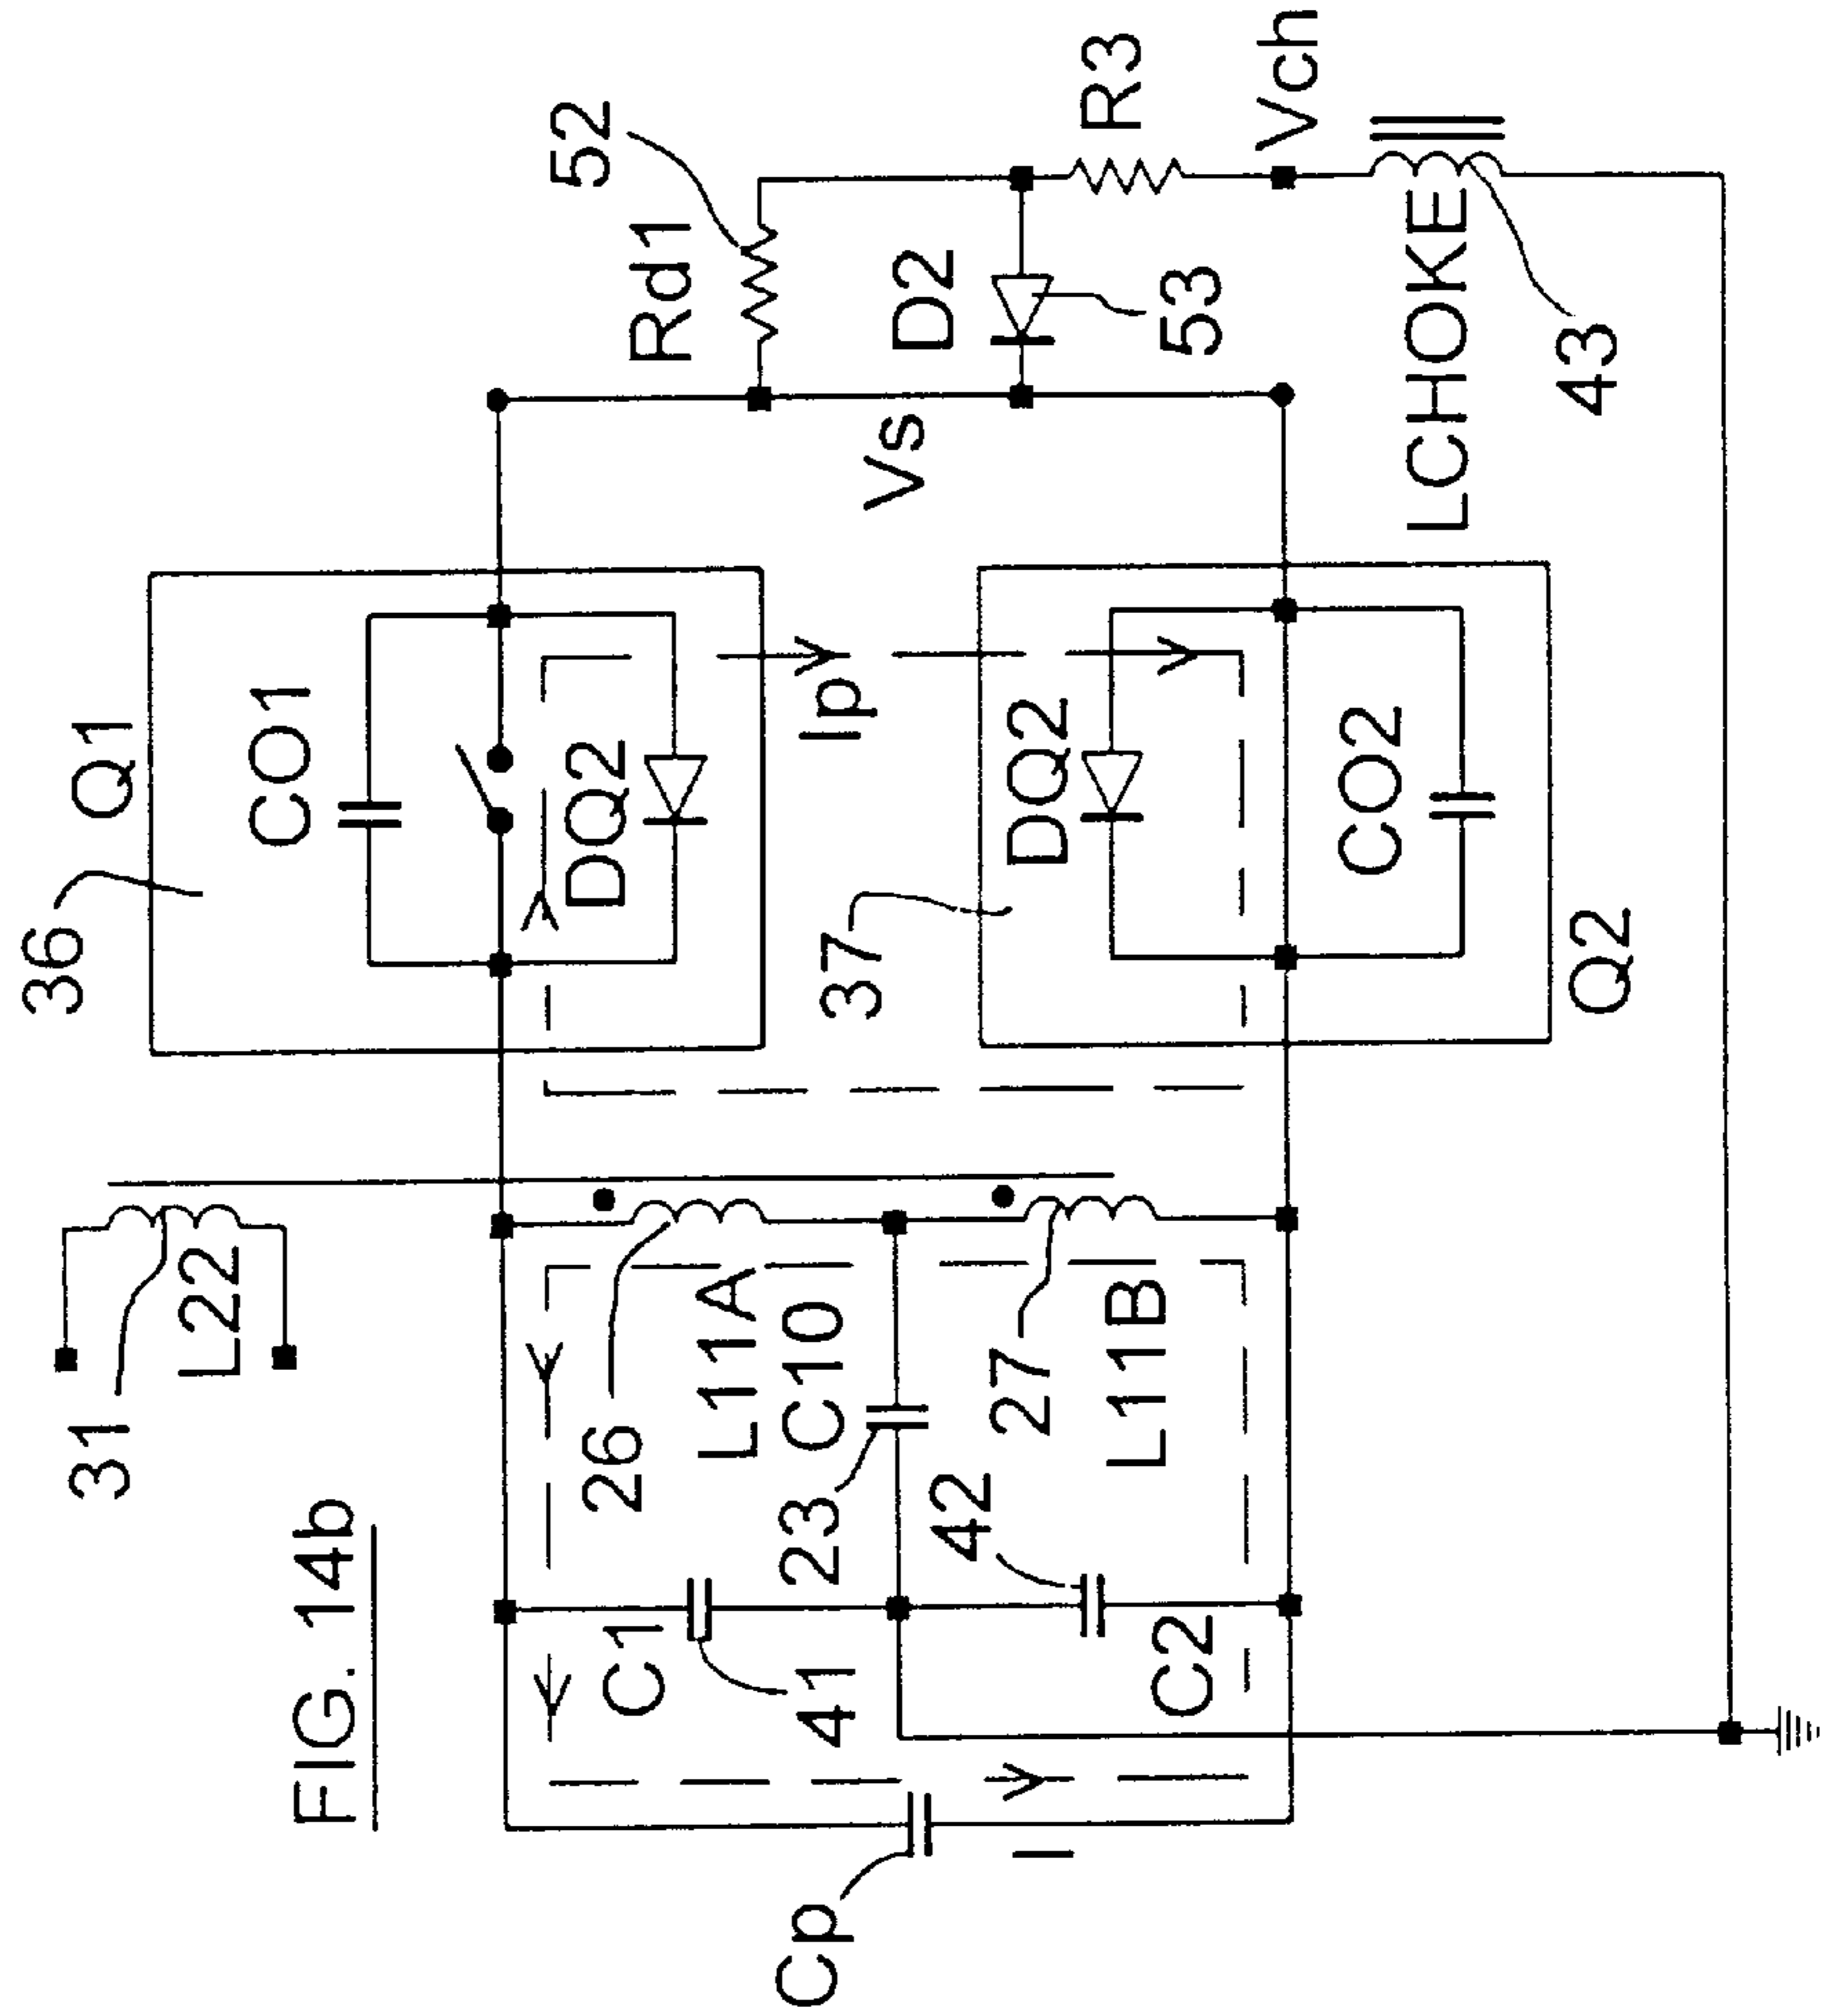 36
31
Q1
L22
CO1
FIG. 14b
26
DQ2
52
C1
Rd1
L11A
Cp
41
23
C10
Ip
37
Vs
D2
42
27
DQ2
I
R3
L11B
C2
53
Vch
CO2
LCHOKE
Q2
43